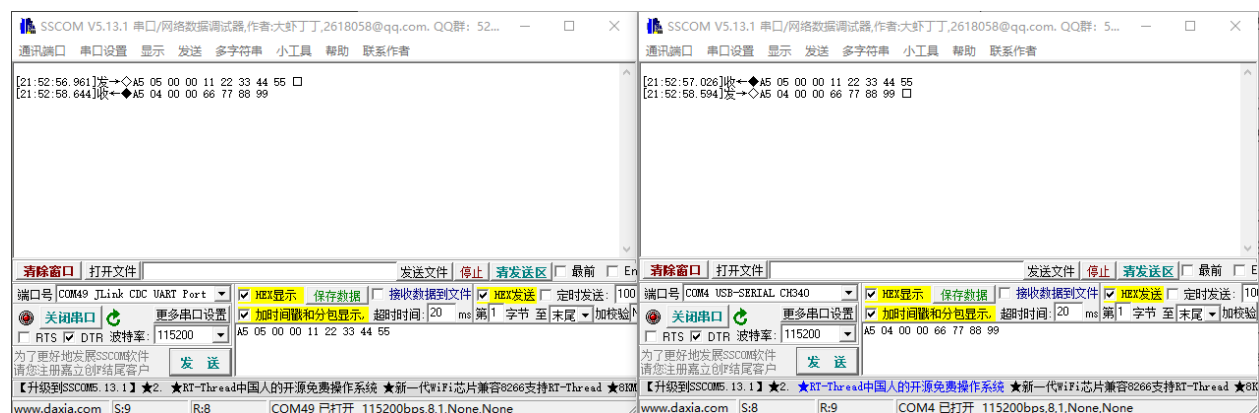 SSCOM V5.13.1 串口/网络数据调试器,作者:大虾丁丁,2618058@qq.com. QQ群: 52...
通讯端口 串口设置 显示 发送 多字符串 小工具 帮助 联系作者
[21:52:56.961]发→◇A5 05 00 00 11 22 33 44 55 □
[21:52:58.644]收←◆A5 04 00 00 66 77 88 99
清除窗口 打开文件 发送文件 停止 清发送区 最前 En
端口号 COM49 JLink CDC UART Port HEX显示 保存数据 接收数据到文件 HEX发送 定时发送: 100
关闭串口 更多串口设置 加时间戳和分包显示. 超时时间: 20 ms 第 1 字节 至 末尾 加校验
RTS DTR 波特率: 115200 A5 05 00 00 11 22 33 44 55
为了更好地发展SSCOM软件
请您注册嘉立创F结尾客户 发 送
【升级到SSCOM5.13.1】★2. ★RT-Thread中国人的开源免费操作系统 ★新一代WiFi芯片兼容8266支持RT-Thread ★8KM
www.daxia.com S:9 R:8 COM49 已打开 115200bps,8,1,None,None
SSCOM V5.13.1 串口/网络数据调试器,作者:大虾丁丁,2618058@qq.com. QQ群: 5...
通讯端口 串口设置 显示 发送 多字符串 小工具 帮助 联系作者
[21:52:57.026]收←◆A5 05 00 00 11 22 33 44 55
[21:52:58.594]发→◇A5 04 00 00 66 77 88 99 □
清除窗口 打开文件 发送文件 停止 清发送区 最前 E
端口号 COM4 USB-SERIAL CH340 HEX显示 保存数据 接收数据到文件 HEX发送 定时发送: 10
关闭串口 更多串口设置 加时间戳和分包显示. 超时时间: 20 ms 第 1 字节 至 末尾 加校验
RTS DTR 波特率: 115200 A5 04 00 00 66 77 88 99
为了更好地发展SSCOM软件
请您注册嘉立创F结尾客户 发 送
【升级到SSCOM5.13.1】★2. ★RT-Thread中国人的开源免费操作系统 ★新一代WiFi芯片兼容8266支持RT-Thread ★8K
www.daxia.com S:8 R:9 COM4 已打开 115200bps,8,1,None,None